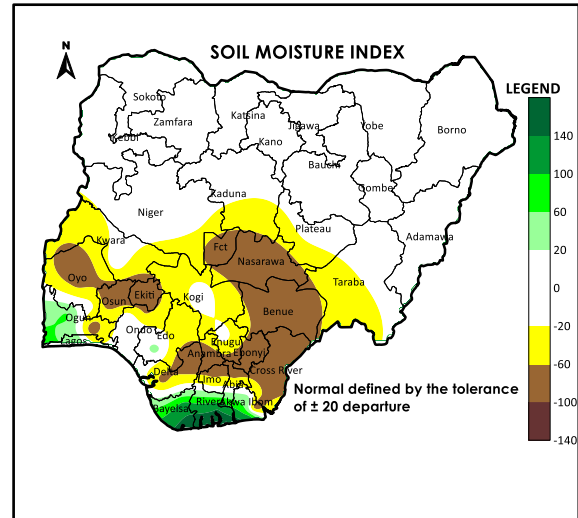 SOIL MOISTURE INDEX
N
LEGEND
Sokoto
Zamfara
Katsina
Kano
Jigawa
Yobe
Borno
Kebbi
Bauchi
Gombe
Kaduna
Niger
Plateau
Adamawa
Kwara
Fct
Nasarawa
Taraba
Oyo
Osun
Ekiti
Kogi
Benue
Ogun
Lagos
Ondo
Edo
Enugu
Anambra
Ebonyi
Delta
Imo
Abia
Cross River
Bayelsa
Rivers
Akwa Ibom
Normal defined by the tolerance
of ± 20 departure
140
100
60
20
0
-20
-60
-100
-140